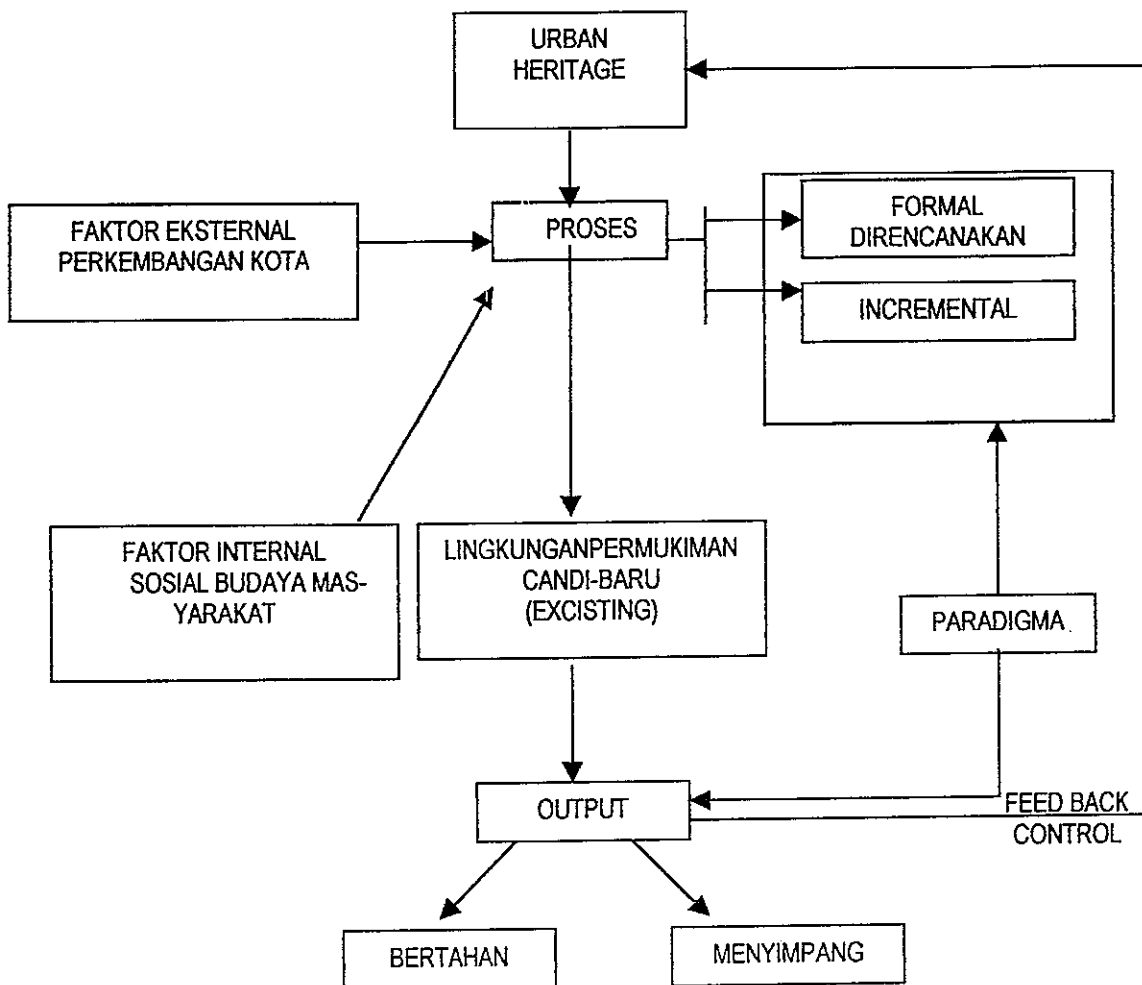 URBAN
HERITAGE
FAKTOR EKSTERNAL
PERKEMBANGAN KOTA
PROSES
FORMAL
DIRENCANAKAN
INCREMENTAL
FAKTOR INTERNAL
SOSIAL BUDAYA MAS-
YARAKAT
LINGKUNGANPERMUKIMAN
CANDI-BARU
(EXCISTING)
PARADIGMA
OUTPUT
FEED BACK
CONTROL
BERTAHAN
MENYIMPANG